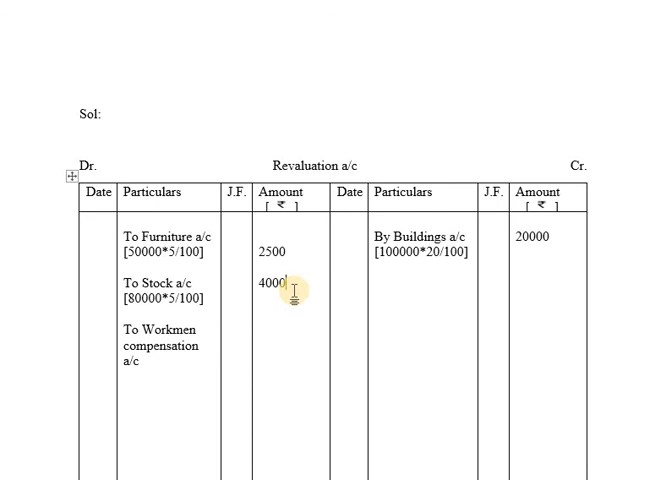 Sol:
Dr. Revaluation a/c Cr.
Date Particulars J.F. Amount Date Particulars J.F. Amount
[ ₹ ] [ ₹ ]
To Furniture a/c By Buildings a/c 20000
[50000*5/100] 2500 [100000*20/100]
To Stock a/c 4000
[80000*5/100]
To Workmen
compensation
a/c